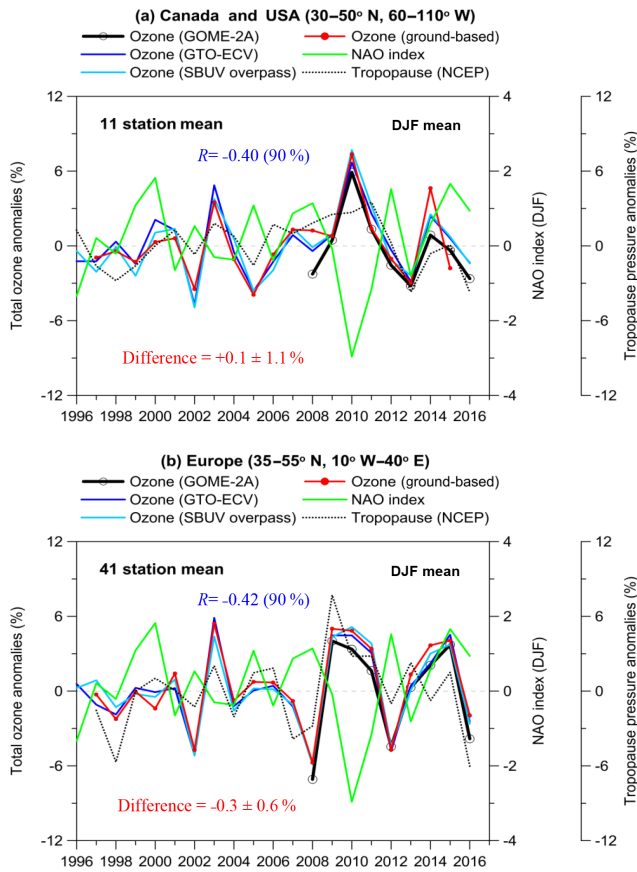 (a) Canada and USA (30–50° N, 60–110° W)
Ozone (GOME-2A)
Ozone (ground-based)
Ozone (GTO-ECV)
NAO index
Ozone (SBUV overpass)
Tropopause (NCEP)
12
4
12
11 station mean
DJF mean
R= -0.40 (90 %)
6
2
6
0
0
0
-6
-2
-6
Difference = +0.1 ± 1.1 %
-12
-4
-12
Total ozone anomalies (%)
NAO index (DJF)
Tropopause pressure anomalies (%)
1996 1998 2000 2002 2004 2006 2008 2010 2012 2014 2016
(b) Europe (35–55° N, 10° W–40° E)
Ozone (GOME-2A)
Ozone (ground-based)
Ozone (GTO-ECV)
NAO index
Ozone (SBUV overpass)
Tropopause (NCEP)
12
4
12
41 station mean
DJF mean
R= -0.42 (90 %)
6
2
6
0
0
0
-6
-2
-6
Difference = -0.3 ± 0.6 %
-12
-4
-12
Total ozone anomalies (%)
NAO index (DJF)
Tropopause pressure anomalies (%)
1996 1998 2000 2002 2004 2006 2008 2010 2012 2014 2016